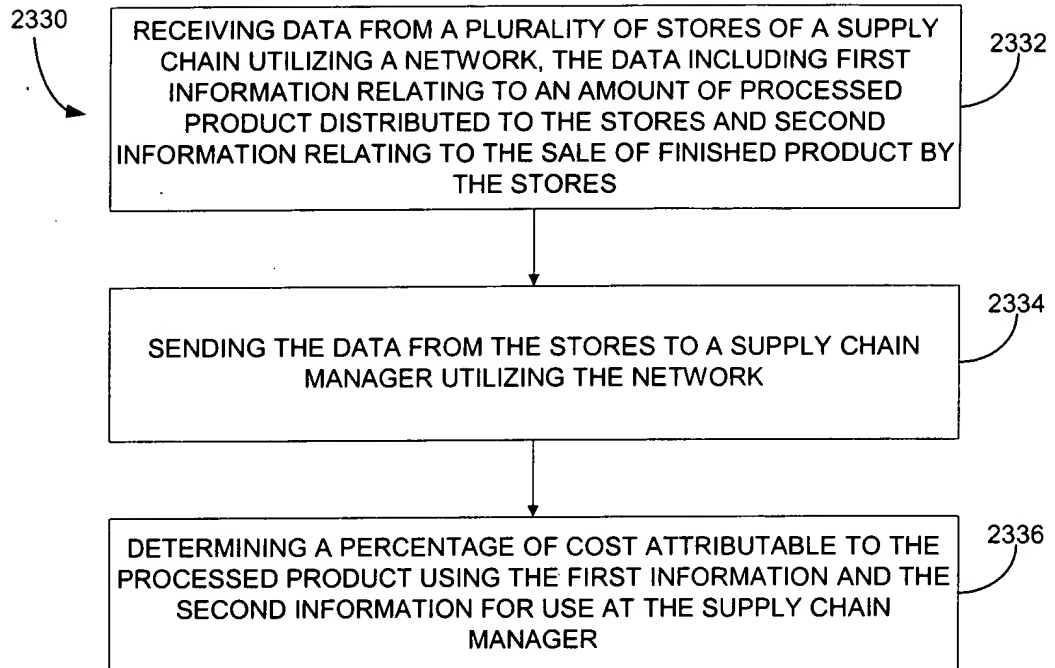 2330
RECEIVING DATA FROM A PLURALITY OF STORES OF A SUPPLY
CHAIN UTILIZING A NETWORK, THE DATA INCLUDING FIRST
INFORMATION RELATING TO AN AMOUNT OF PROCESSED
PRODUCT DISTRIBUTED TO THE STORES AND SECOND
INFORMATION RELATING TO THE SALE OF FINISHED PRODUCT BY
THE STORES
2332
SENDING THE DATA FROM THE STORES TO A SUPPLY CHAIN
MANAGER UTILIZING THE NETWORK
2334
DETERMINING A PERCENTAGE OF COST ATTRIBUTABLE TO THE
PROCESSED PRODUCT USING THE FIRST INFORMATION AND THE
SECOND INFORMATION FOR USE AT THE SUPPLY CHAIN
MANAGER
2336